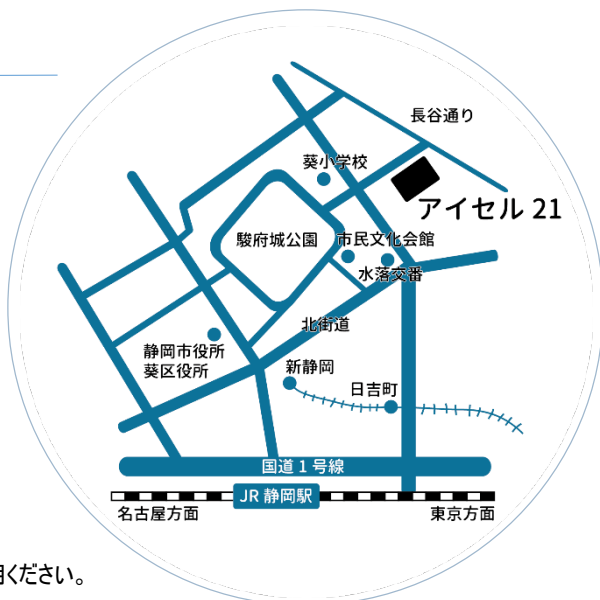 長谷通り
葵小学校
アイセル 21
駿府城公園
市民文化会館
水落交番
北街道
静岡市役所
葵区役所
新静岡
日吉町
国道 1 号線
JR 静岡駅
名古屋方面
東京方面
ください。